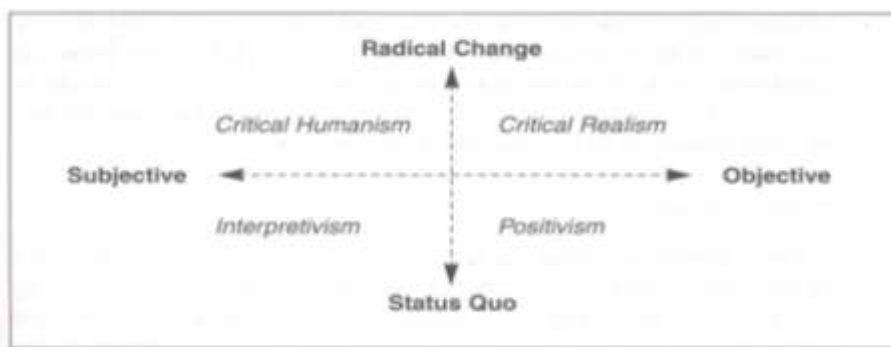 Radical Change
Critical Humanism Critical Realism
Subjective Objective
Interpretivism Positivism
Status Quo